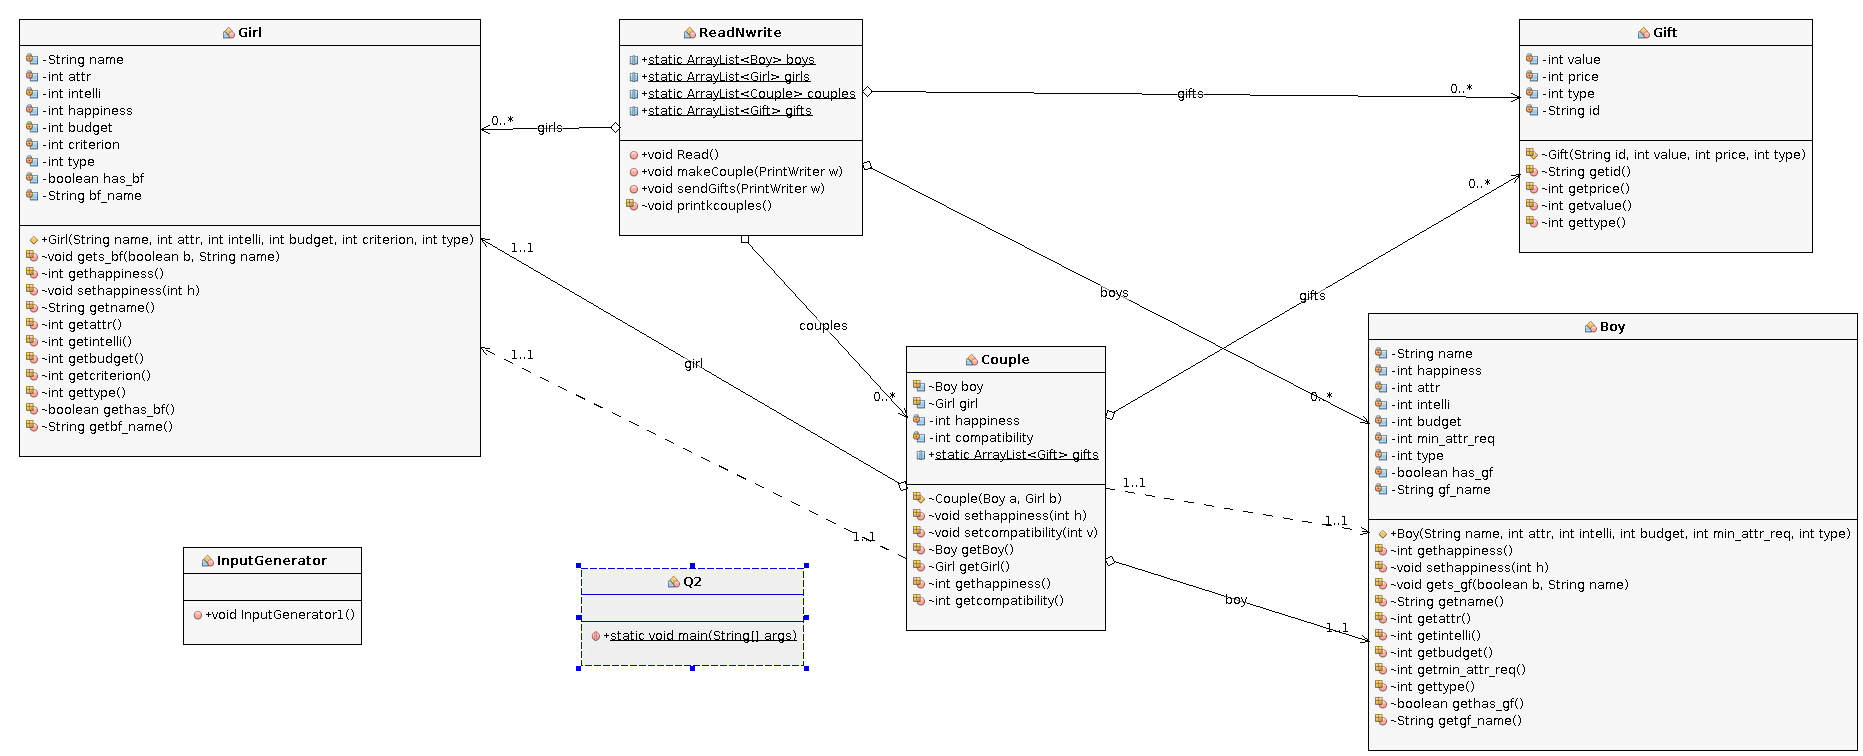 Girl
-String name
-int attr
-int intelli
-int happiness
-int budget
-int criterion
-int type
-boolean has_bf
-String bf_name
+Girl(String name, int attr, int intelli, int budget, int criterion, int type)
~void gets_bf(boolean b, String name)
~int gethappiness()
~void sethappiness(int h)
~String getname()
~int getattr()
~int getintelli()
~int getbudget()
~int getcriterion()
~int gettype()
~boolean gethas_bf()
~String getbf_name()
ReadNwrite
+static ArrayList<Boy> boys
+static ArrayList<Girl> girls
+static ArrayList<Couple> couples
+static ArrayList<Gift> gifts
+void Read()
+void makeCouple(PrintWriter w)
+void sendGifts(PrintWriter w)
~void printkcouples()
Gift
-int value
-int price
-int type
-String id
~Gift(String id, int value, int price, int type)
~String getid()
~int getprice()
~int getvalue()
~int gettype()
0..*
girls
gifts
0..*
0..*
1..1
boys
gifts
couples
1..1
girl
0..*
0..*
Couple
~Boy boy
~Girl girl
-int happiness
-int compatibility
+static ArrayList<Gift> gifts
~Couple(Boy a, Girl b)
~void sethappiness(int h)
~void setcompatibility(int v)
~Boy getBoy()
~Girl getGirl()
~int gethappiness()
~int getcompatibility()
Boy
-String name
-int happiness
-int attr
-int intelli
-int budget
-int min_attr_req
-int type
-boolean has_gf
-String gf_name
+Boy(String name, int attr, int intelli, int budget, int min_attr_req, int type)
~int gethappiness()
~void sethappiness(int h)
~void gets_gf(boolean b, String name)
~String getname()
~int getattr()
~int getintelli()
~int getbudget()
~int getmin_attr_req()
~int gettype()
~boolean gethas_gf()
~String getgf_name()
1..1
1..1
1..1
boy
1..1
InputGenerator
+void InputGenerator1()
Q2
+static void main(String[] args)